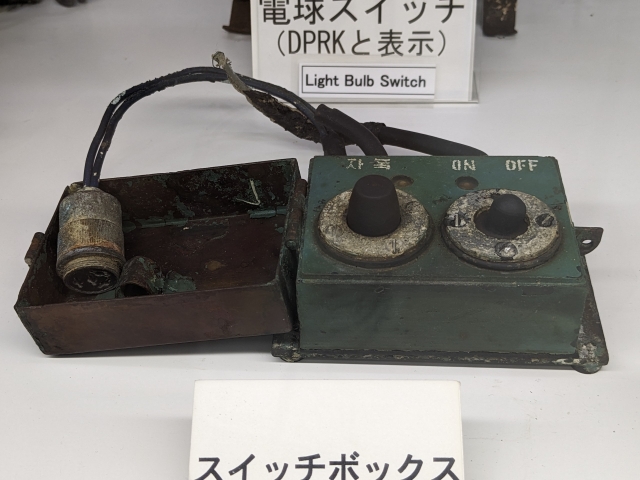 電球スイッチ
(DPRKと表示)
Light Bulb Switch
자폭 ON OFF
スイッチボックス